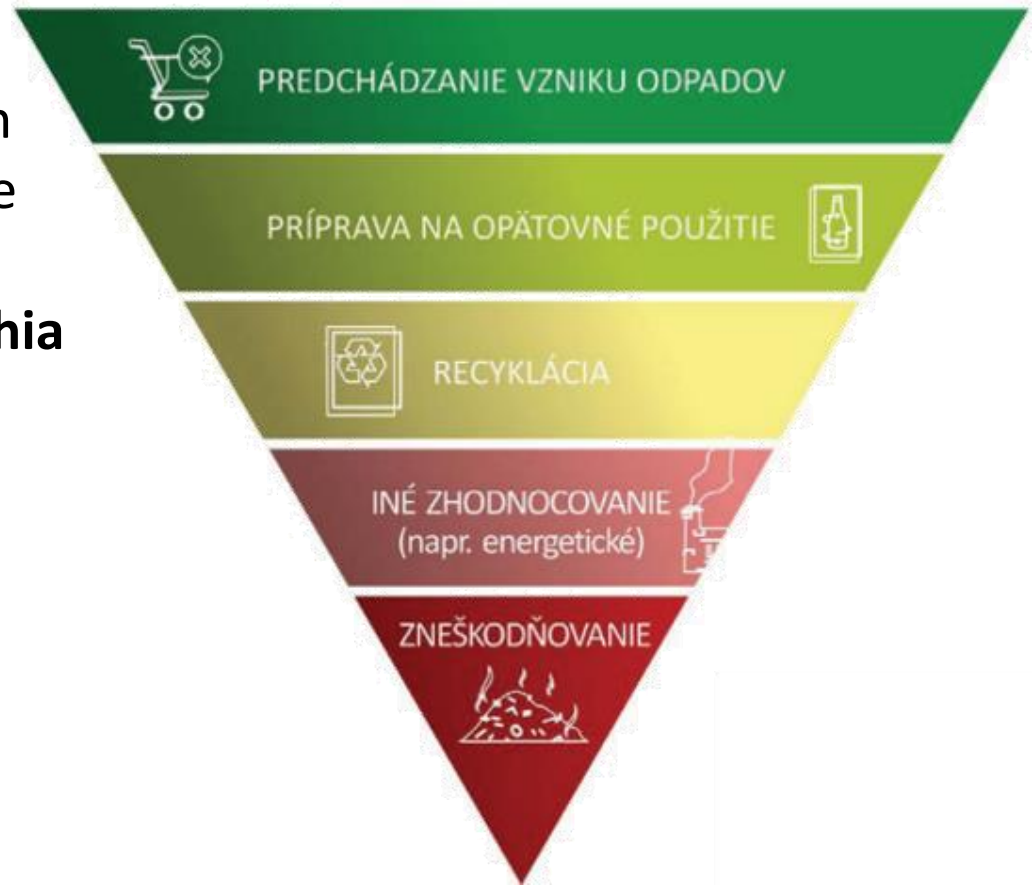 PREDCHÁDZANIE VZNIKU ODPADOV
PRÍPRAVA NA OPÄTOVNÉ POUŽITIE
RECYKLÁCIA
INÉ ZHODNOCOVANIE
(napr. energetické)
ZNEŠKODŇOVANIE